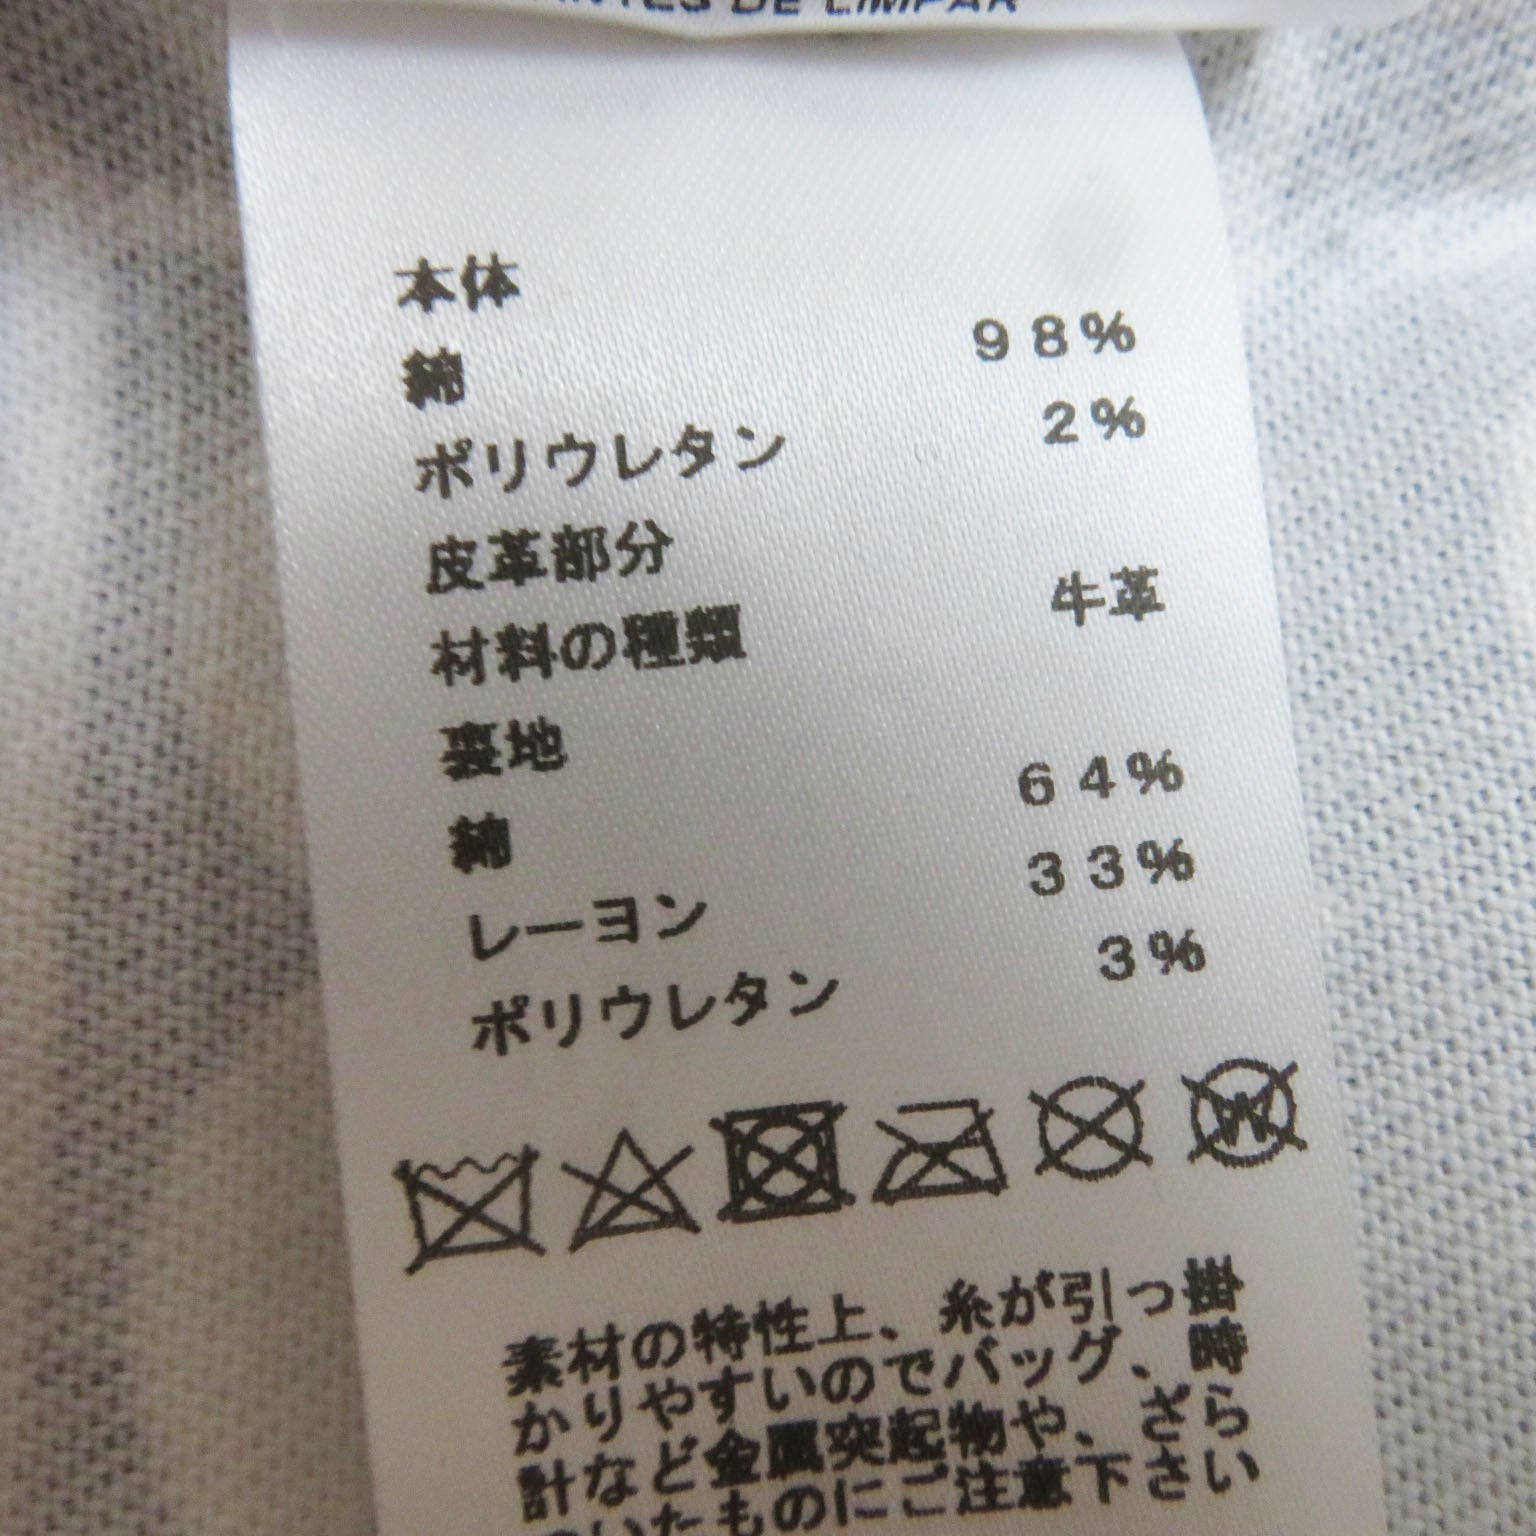 DE LIMPAR
本体
綿 98%
ポリウレタン 2%
皮革部分
材料の種類 牛革
裏地
綿 64%
レーヨン 33%
ポリウレタン 3%
W
素材の特性上、糸が引っ掛
かりやすいのでバッグ、時
計など金属突起物や、ざら
いたものにご注意下さい